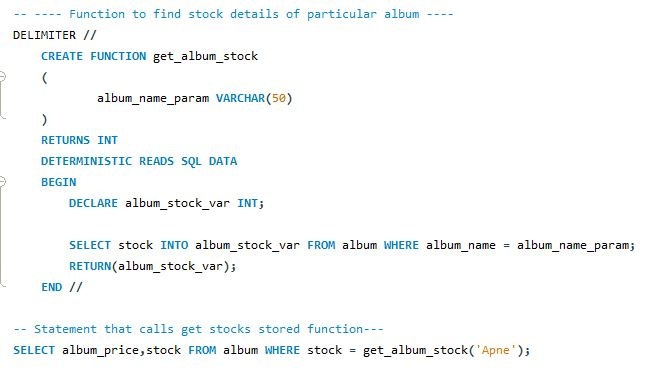 -- ---- Function to find stock details of particular album ----
DELIMITER //
CREATE FUNCTION get_album_stock
(
album_name_param VARCHAR(50)
)
RETURNS INT
DETERMINISTIC READS SQL DATA
BEGIN
DECLARE album_stock_var INT;
SELECT stock INTO album_stock_var FROM album WHERE album_name = album_name_param;
RETURN(album_stock_var);
END //
-- Statement that calls get stocks stored function---
SELECT album_price,stock FROM album WHERE stock = get_album_stock('Apne');